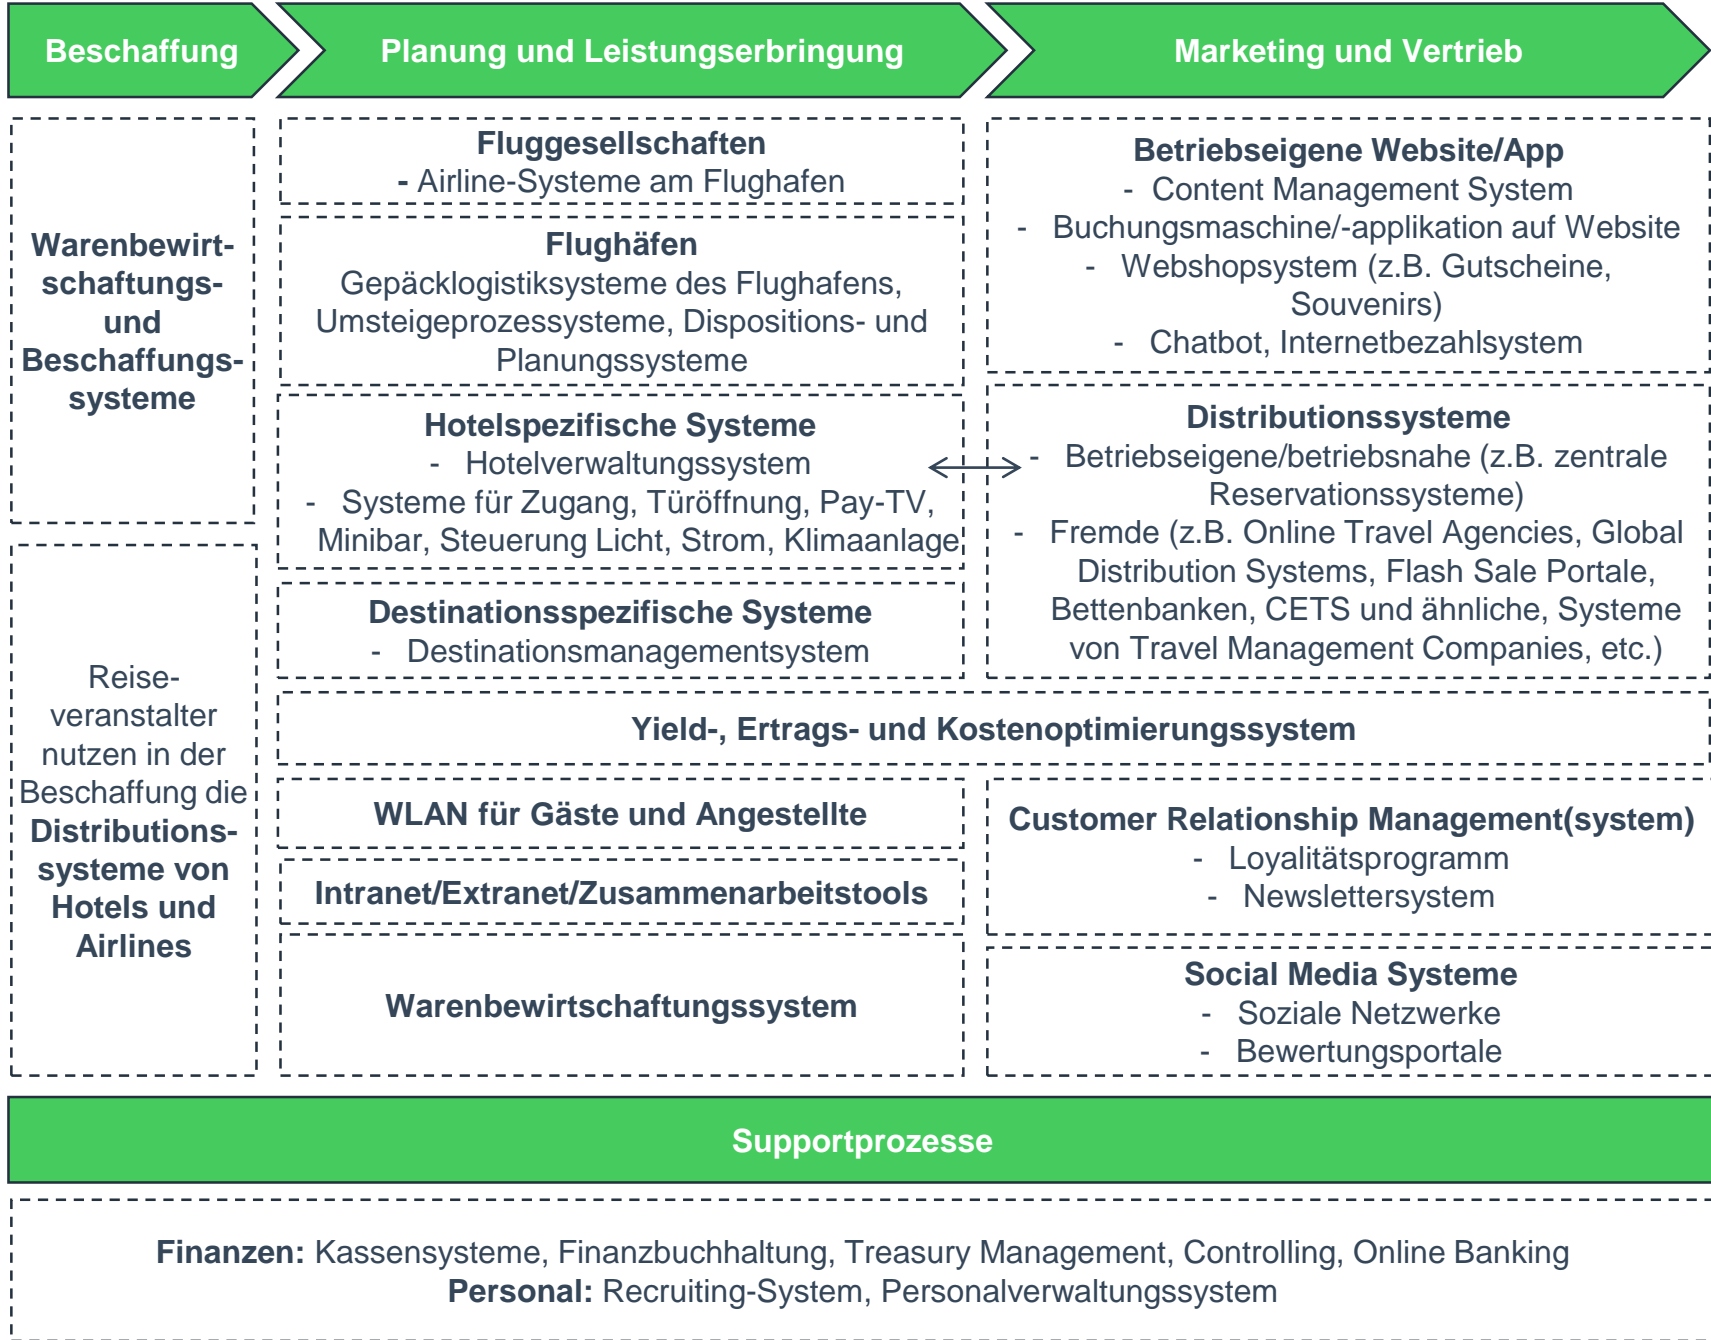 Beschaffung
Planung und Leistungserbringung
Marketing und Vertrieb
Warenbewirt-
schaftungs-
und
Beschaffungs-
systeme
Reise-
veranstalter
nutzen in der
Beschaffung die
Distributions-
systeme von
Hotels und
Airlines
Fluggesellschaften
- Airline-Systeme am Flughafen
Flughäfen
Gepäcklogistiksysteme des Flughafens,
Umsteigeprozessysteme, Dispositions- und
Planungssysteme
Hotelspezifische Systeme
- Hotelverwaltungssystem
- Systeme für Zugang, Türöffnung, Pay-TV,
Minibar, Steuerung Licht, Strom, Klimaanlage
Destinationsspezifische Systeme
- Destinationsmanagementsystem
Betriebseigene Website/App
- Content Management System
- Buchungsmaschine/-applikation auf Website
- Webshopsystem (z.B. Gutscheine,
Souvenirs)
- Chatbot, Internetbezahlsystem
Distributionssysteme
- Betriebseigene/betriebsnahe (z.B. zentrale
Reservationssysteme)
- Fremde (z.B. Online Travel Agencies, Global
Distribution Systems, Flash Sale Portale,
Bettenbanken, CETS und ähnliche, Systeme
von Travel Management Companies, etc.)
Yield-, Ertrags- und Kostenoptimierungssystem
WLAN für Gäste und Angestellte
Intranet/Extranet/Zusammenarbeitstools
Warenbewirtschaftungssystem
Customer Relationship Management(system)
- Loyalitätsprogramm
- Newslettersystem
Social Media Systeme
- Soziale Netzwerke
- Bewertungsportale
Supportprozesse
Finanzen: Kassensysteme, Finanzbuchhaltung, Treasury Management, Controlling, Online Banking
Personal: Recruiting-System, Personalverwaltungssystem